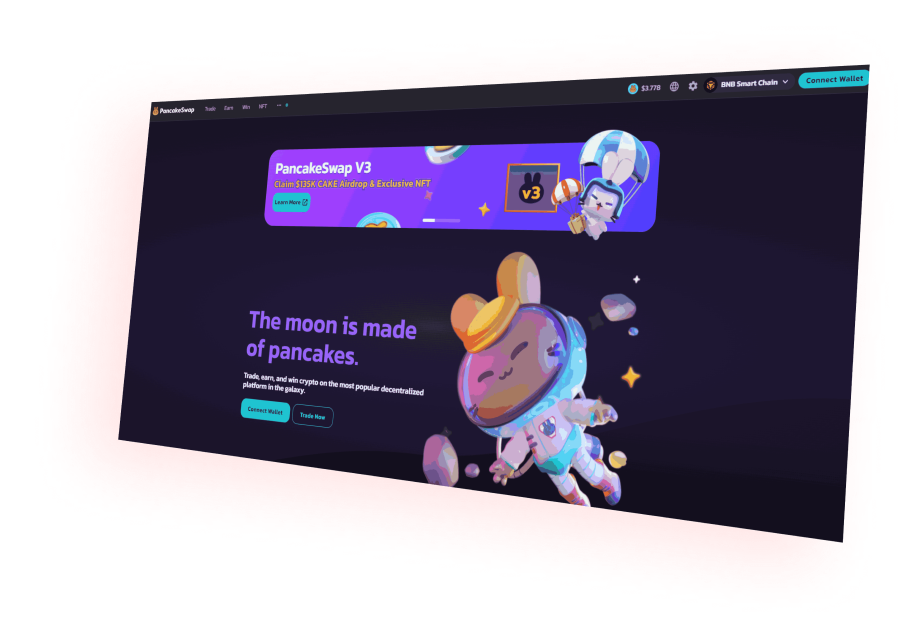 PancakeSwap Trade Earn Win NFT ... $3.778 BNB Smart Chain Connect Wallet
PancakeSwap V3
Claim $135K CAKE Airdrop & Exclusive NFT
Learn More
v3
The moon is made
of pancakes.
Trade, earn, and win crypto on the most popular decentralized
platform in the galaxy.
Connect Wallet Trade Now